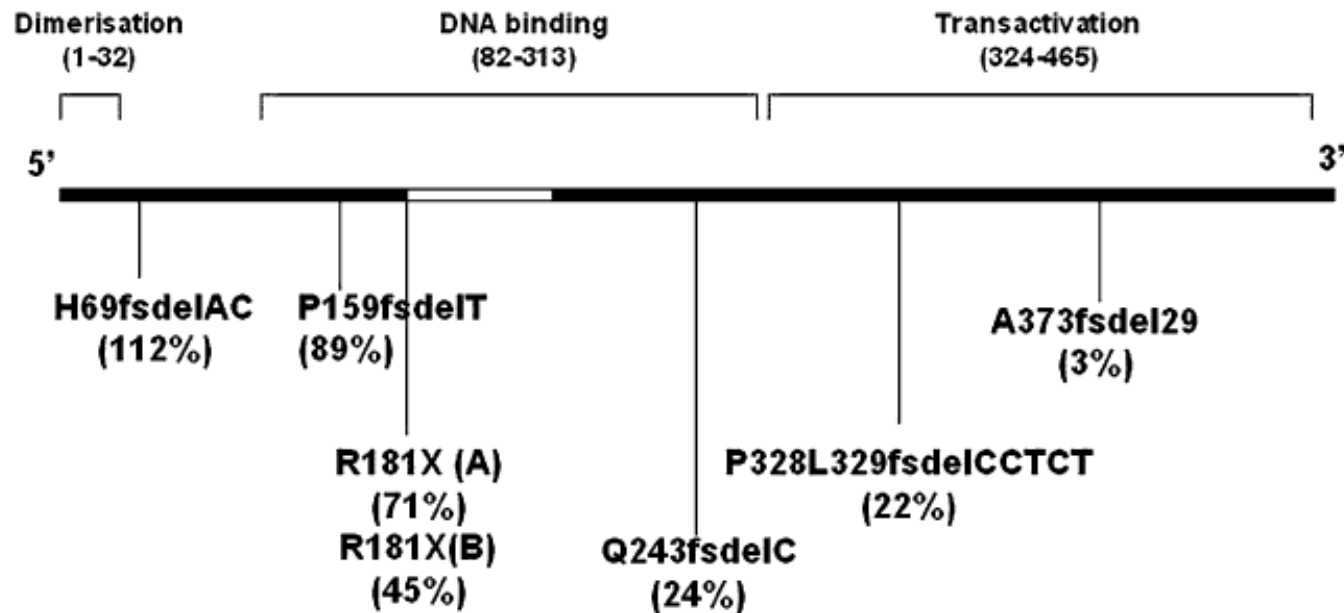 Dimerisation
(1-32)
DNA binding
(82-313)
Transactivation
(324-465)
5’
3’
H69fsdelAC
(112%)
P159fsdelT
(89%)
A373fsdel29
(3%)
R181X (A)
(71%)
R181X(B)
(45%)
P328L329fsdelCCTCT
(22%)
Q243fsdelC
(24%)